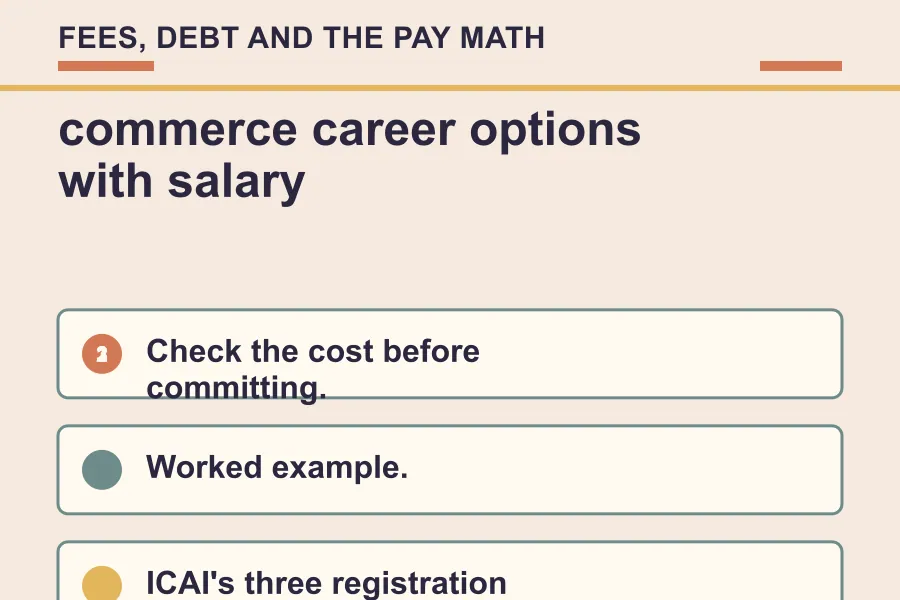 FEES, DEBT AND THE PAY MATH
commerce career options
with salary
Check the cost before
committing.
Worked example.
ICAI's three registration